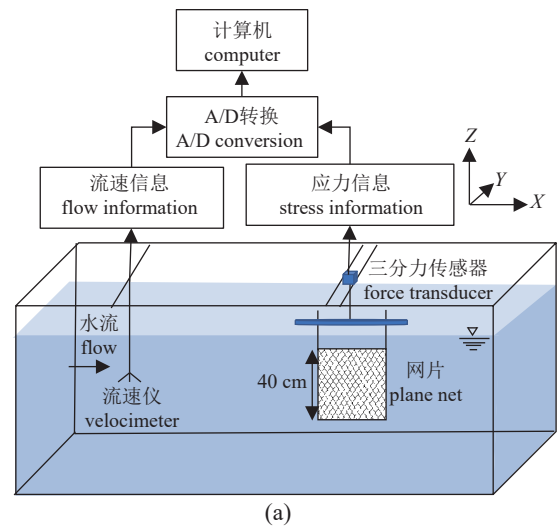 计算机
computer
A/D转换
A/D conversion
流速信息
flow information
应力信息
stress information
Z
Y
X
三分力传感器
force transducer
水流
flow
流速仪
velocimeter
40 cm
网片
plane net
(a)